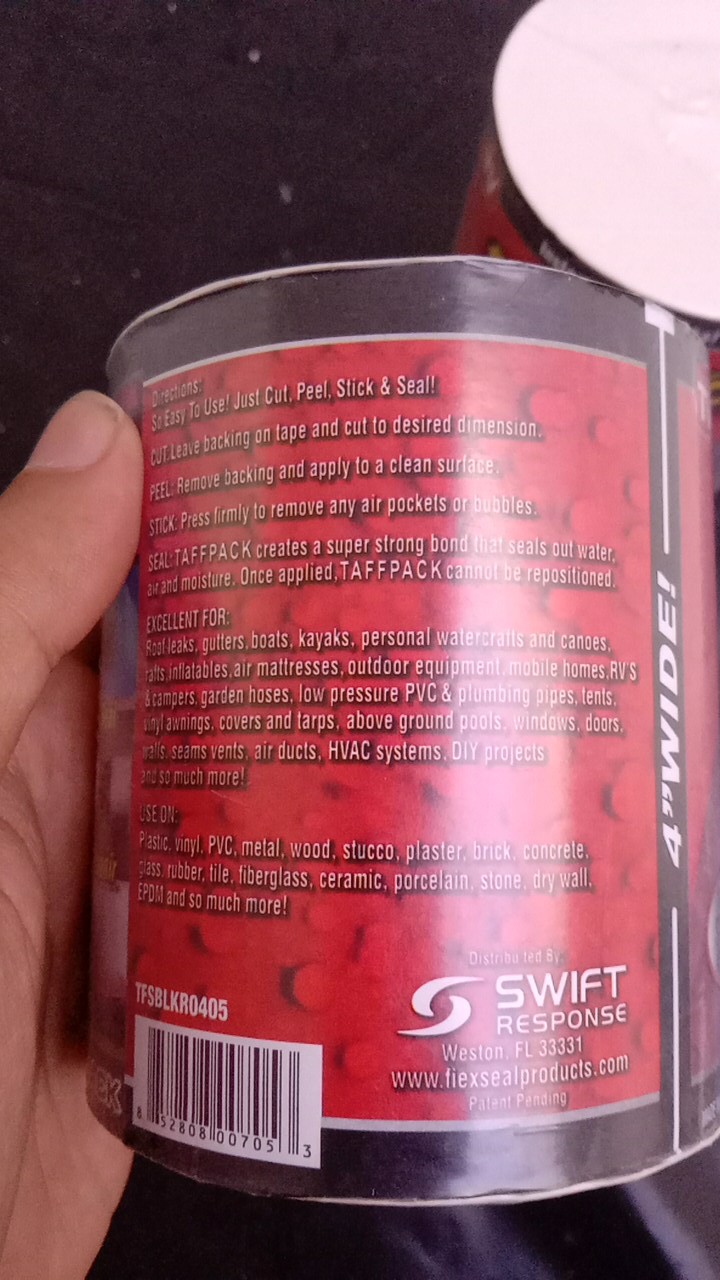 Directions:
So Easy To Use! Just Cut, Peel, Stick & Seal!
CUT.Leave backing on tape and cut to desired dimension.
PEEL: Remove backing and apply to a clean surface.
STICK: Press firmly to remove any air pockets or bubbles.
SEAL:TAFFPACK creates a super strong bond that seals out water,
air and moisture. Once applied,TAFFPACK cannot be repositioned.
EXCELLENT FOR:
Roof leaks, gutters, boats, kayaks, personal watercrafts and canoes,
rafts,inflatables,air mattresses, outdoor equipment,mobile homes.RV'S
&campers, garden hoses, low pressure PVC & plumbing pipes, tents,
vinyl awnings, covers and tarps, above ground pools, windows, doors,
walls, seams vents, air ducts, HVAC systems, DIY projects
and so much more!
USE ON:
Plastic, vinyl, PVC, metal, wood, stucco, plaster, brick, concrete,
glass, rubber, tile, fiberglass, ceramic, porcelain, stone, dry wall,
EPDM and so much more!
TFSBLKR0405
8 52808 00705 3
Distributed By:
SWIFT
RESPONSE
Weston, FL 33331
www.fiexsealproducts.com
Patent Pending
4”WIDE!